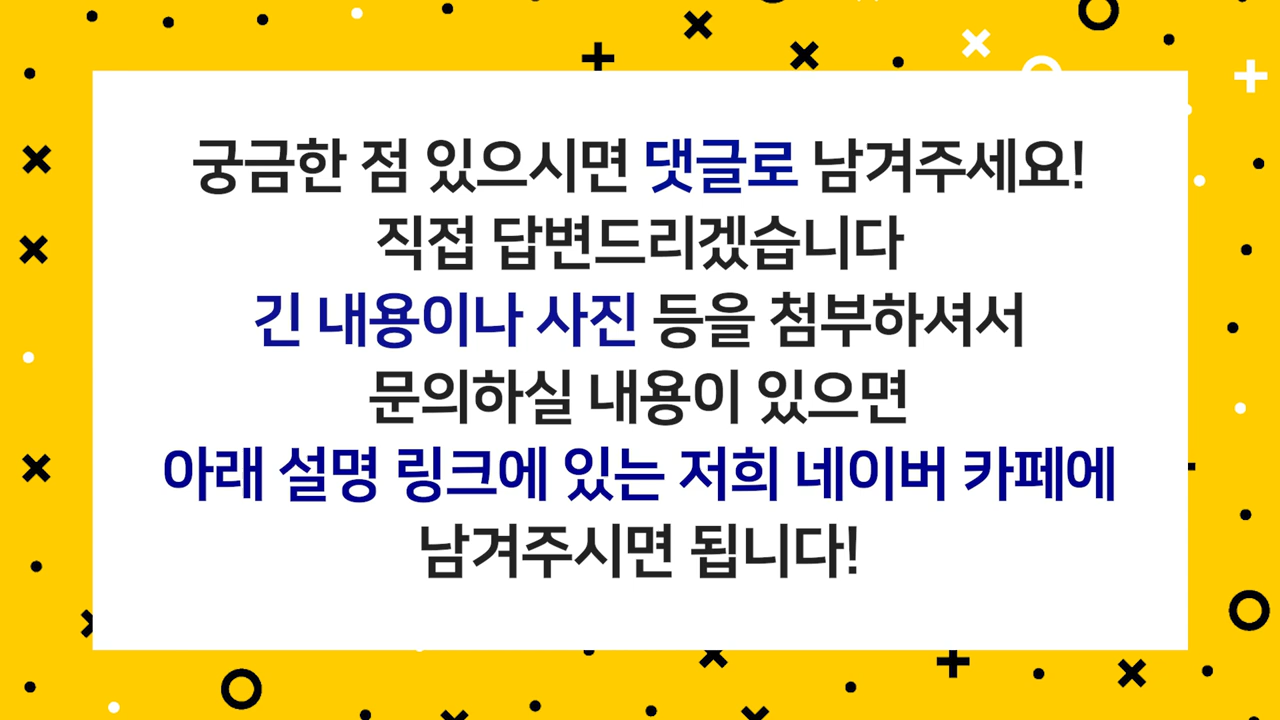 궁금한 점 있으시면 댓글로 남겨주세요!
직접 답변드리겠습니다
긴 내용이나 사진 등을 첨부하셔서
문의하실 내용이 있으면
아래 설명 링크에 있는 저희 네이버 카페에
남겨주시면 됩니다!